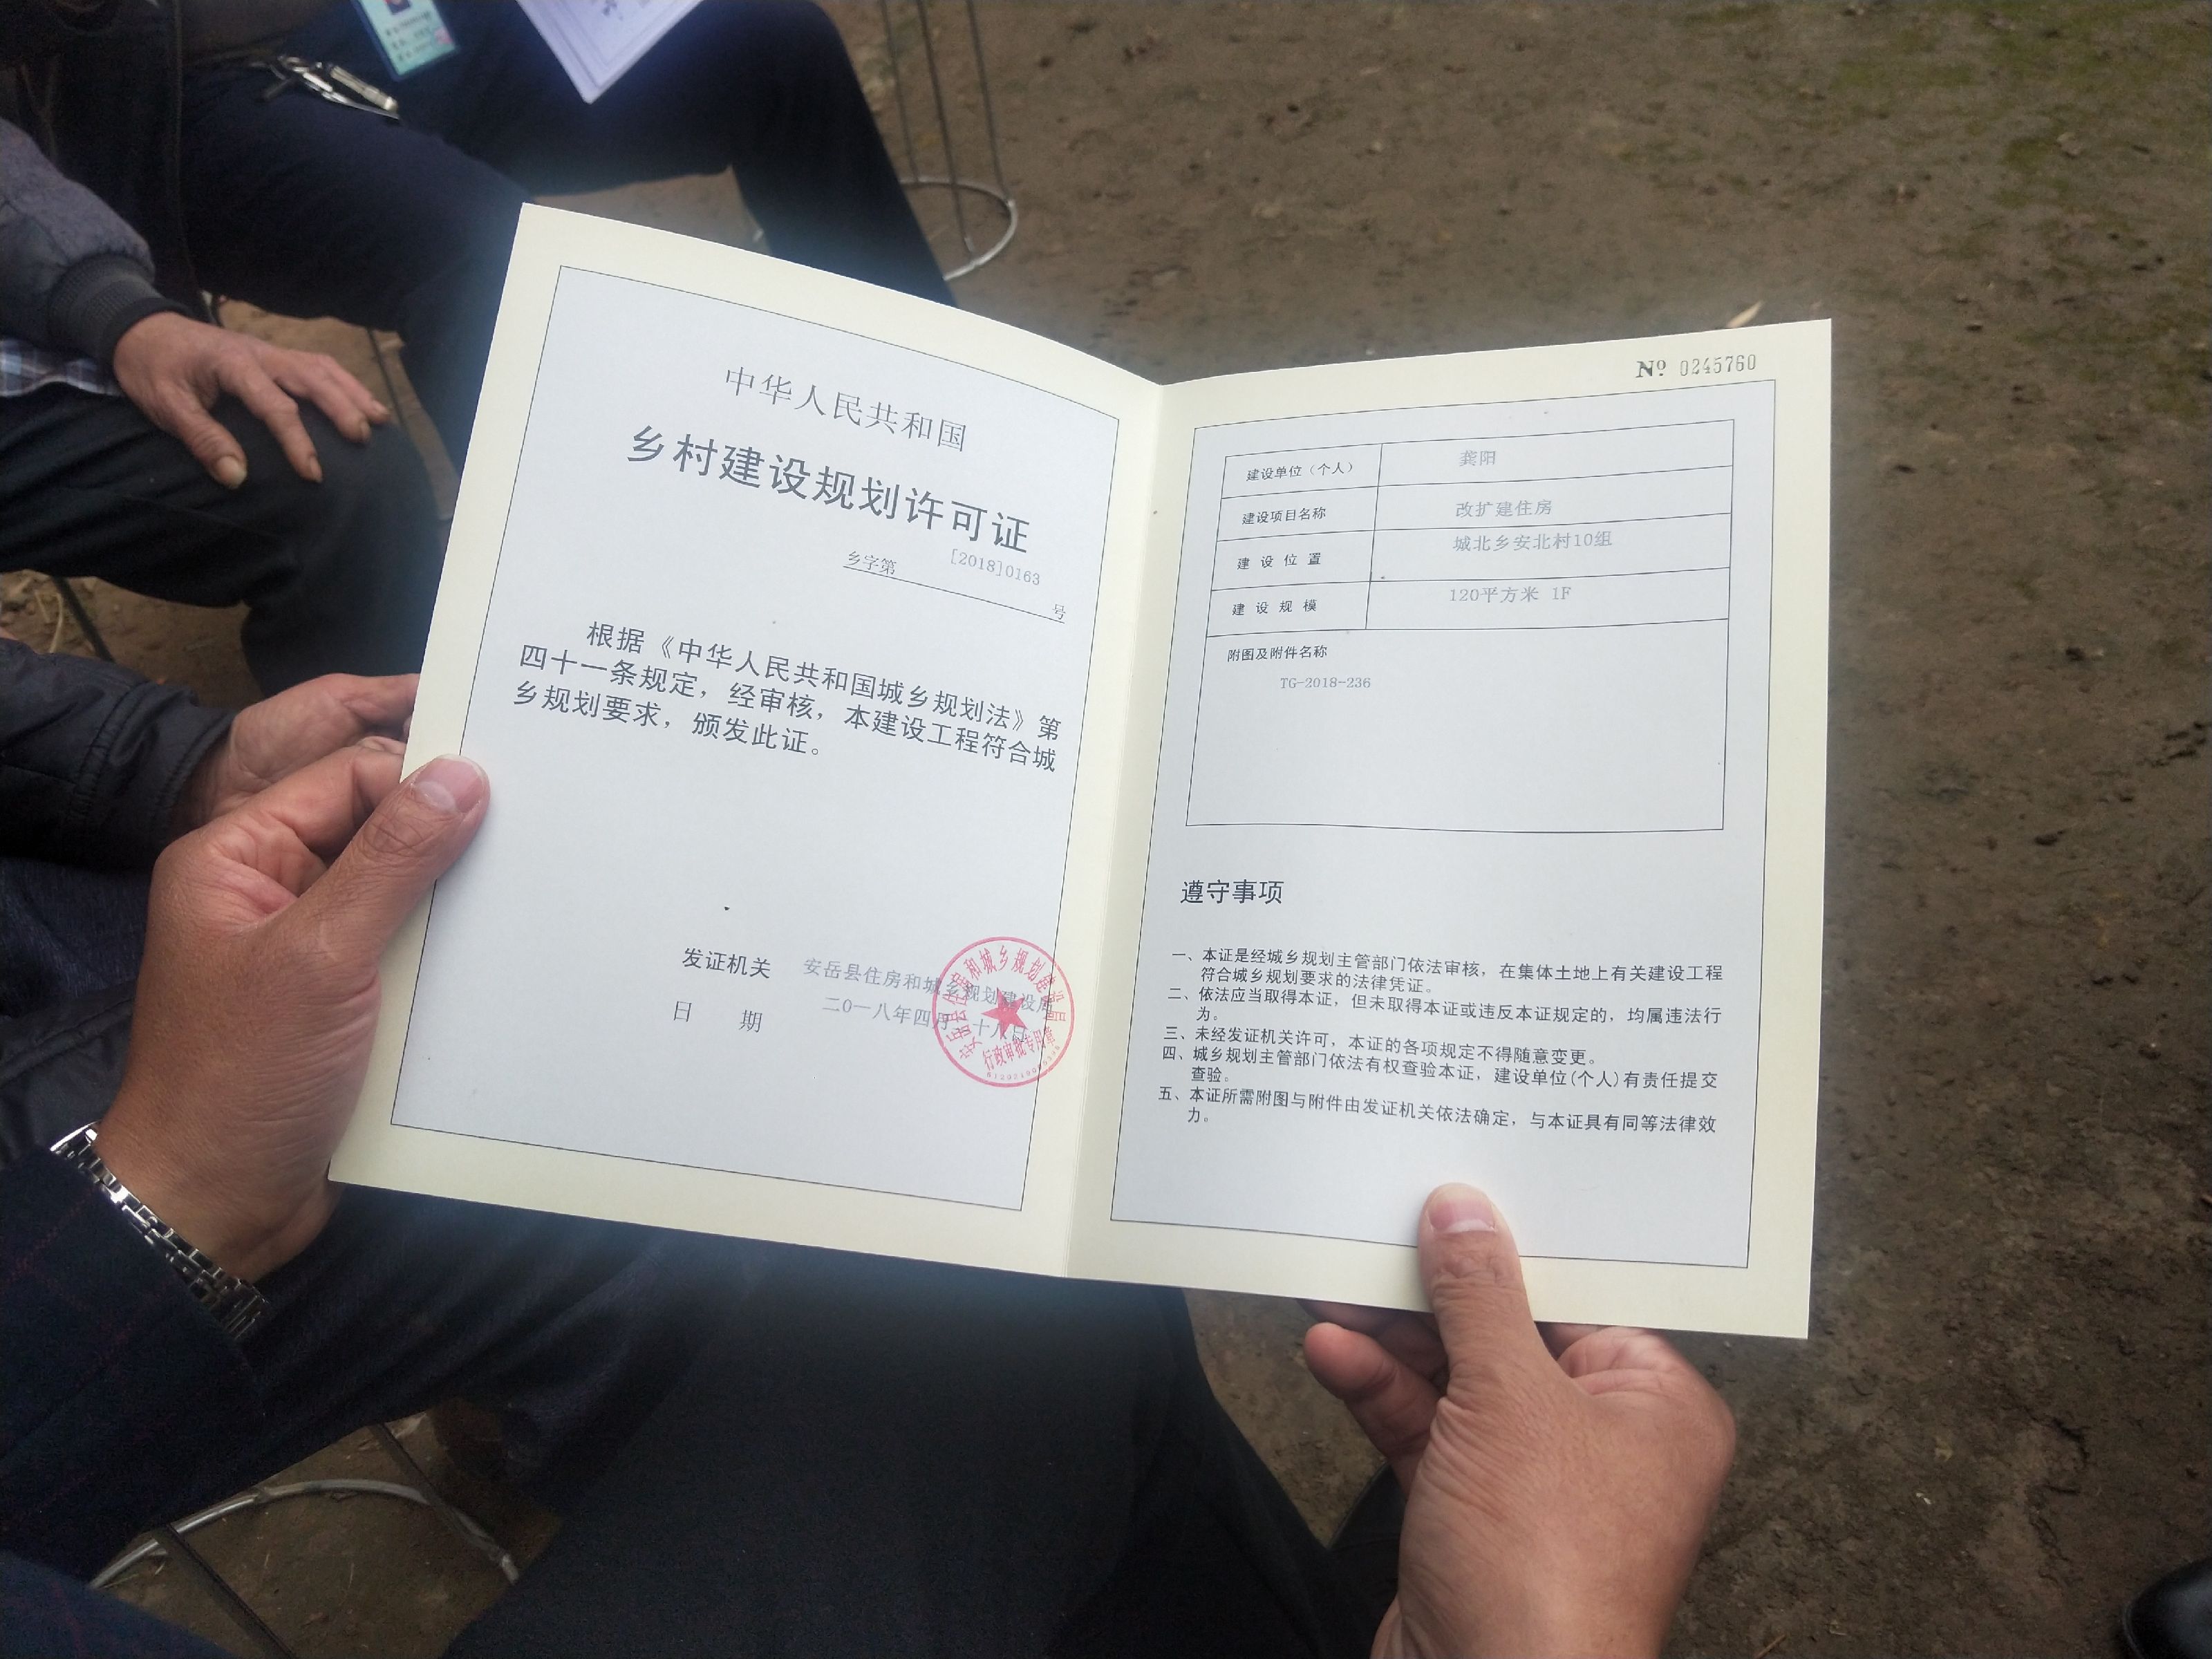 中华人民共和国
乡村建设规划许可证
乡字第 [2018]0163 号
根据《中华人民共和国城乡规划法》第
四十一条规定，经审核，本建设工程符合城
乡规划要求，颁发此证。
发证机关 安岳县住房和城乡规划建设局
日 期 二0一八年四月二十八日
行政审批专用章
Nº 0245760
建设单位（个人） 龚阳
建设项目名称 改扩建住房
建设位置 城北乡安北村10组
建设规模 120平方米 1F
附图及附件名称
TG-2018-236
遵守事项
一、本证是经城乡规划主管部门依法审核，在集体土地上有关建设工程
符合城乡规划要求的法律凭证。
二、依法应当取得本证，但未取得本证或违反本证规定的，均属违法行
为。
三、未经发证机关许可，本证的各项规定不得随意变更。
四、城乡规划主管部门依法有权查验本证，建设单位(个人)有责任提交
查验。
五、本证所需附图与附件由发证机关依法确定，与本证具有同等法律效
力。